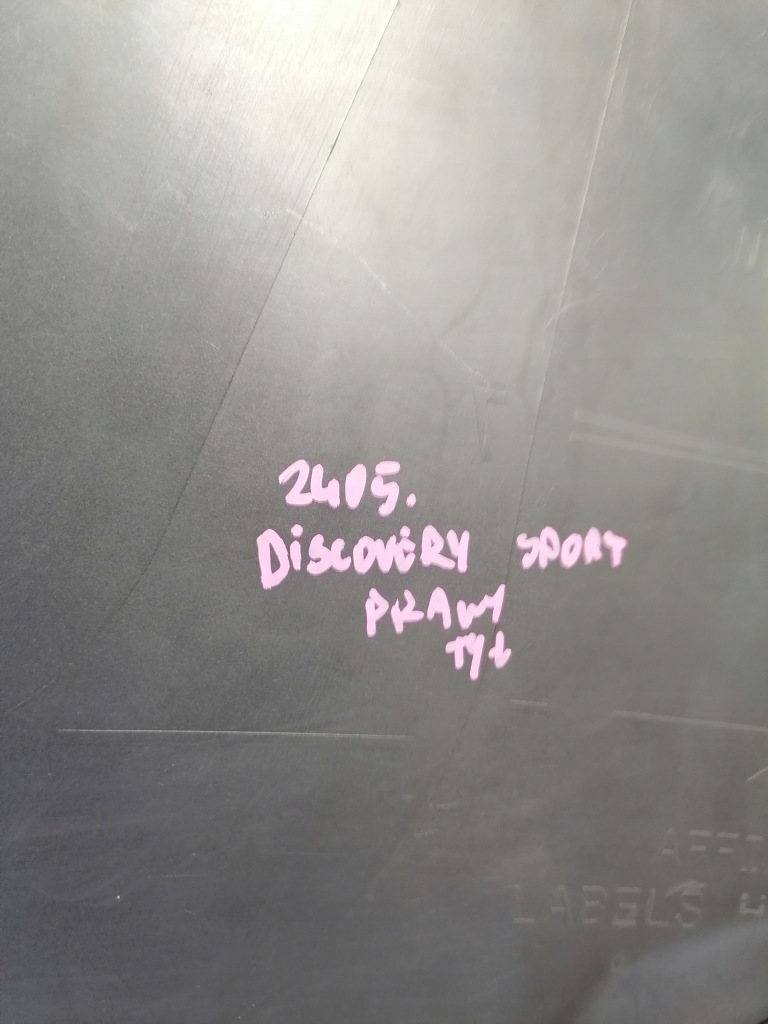 2405.
DiSCOVERY SPORT
PRAWY
TYŁ
LABELS